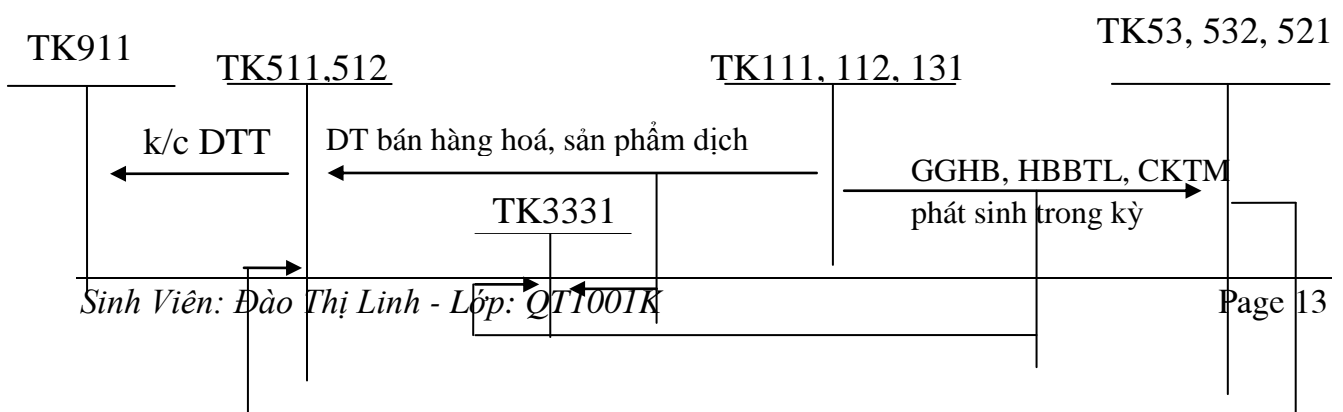 TK911
TK511,512
TK111, 112, 131
TK53, 532, 521
k/c DTT
DT bán hàng hoá, sản phẩm dịch
GGHB, HBBTL, CKTM
phát sinh trong kỳ
TK3331
Sinh Viên: Đào Thị Linh - Lớp: QT1001K
Page 13